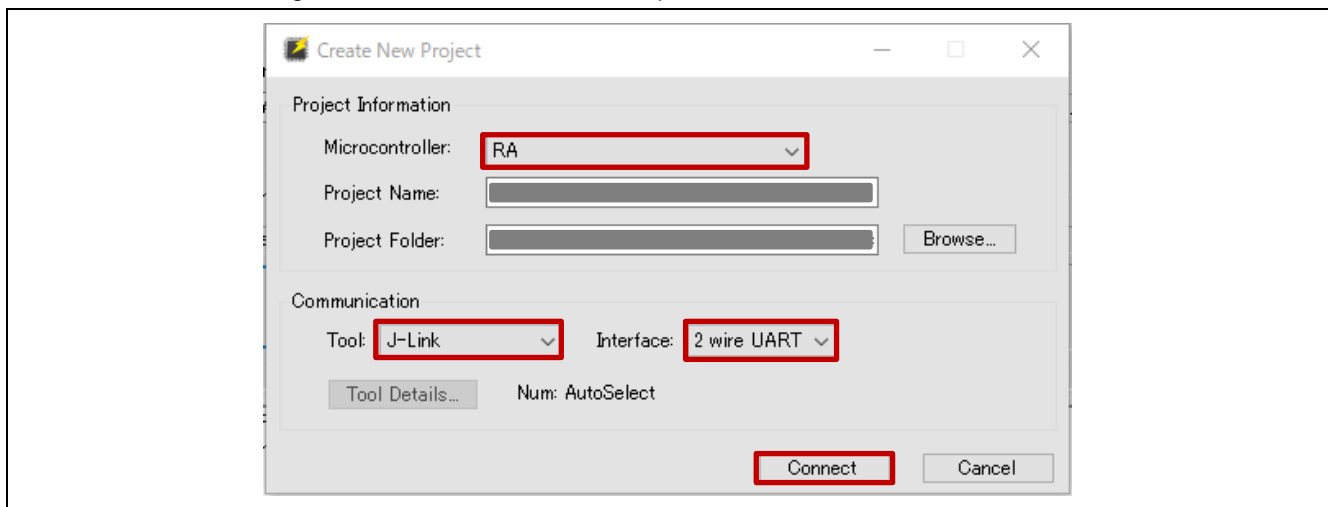 Create New Project
Project Information
Microcontroller: RA
Project Name:
Project Folder: Browse...
Communication
Tool: J-Link Interface: 2 wire UART
Tool Details... Num: AutoSelect
Connect Cancel